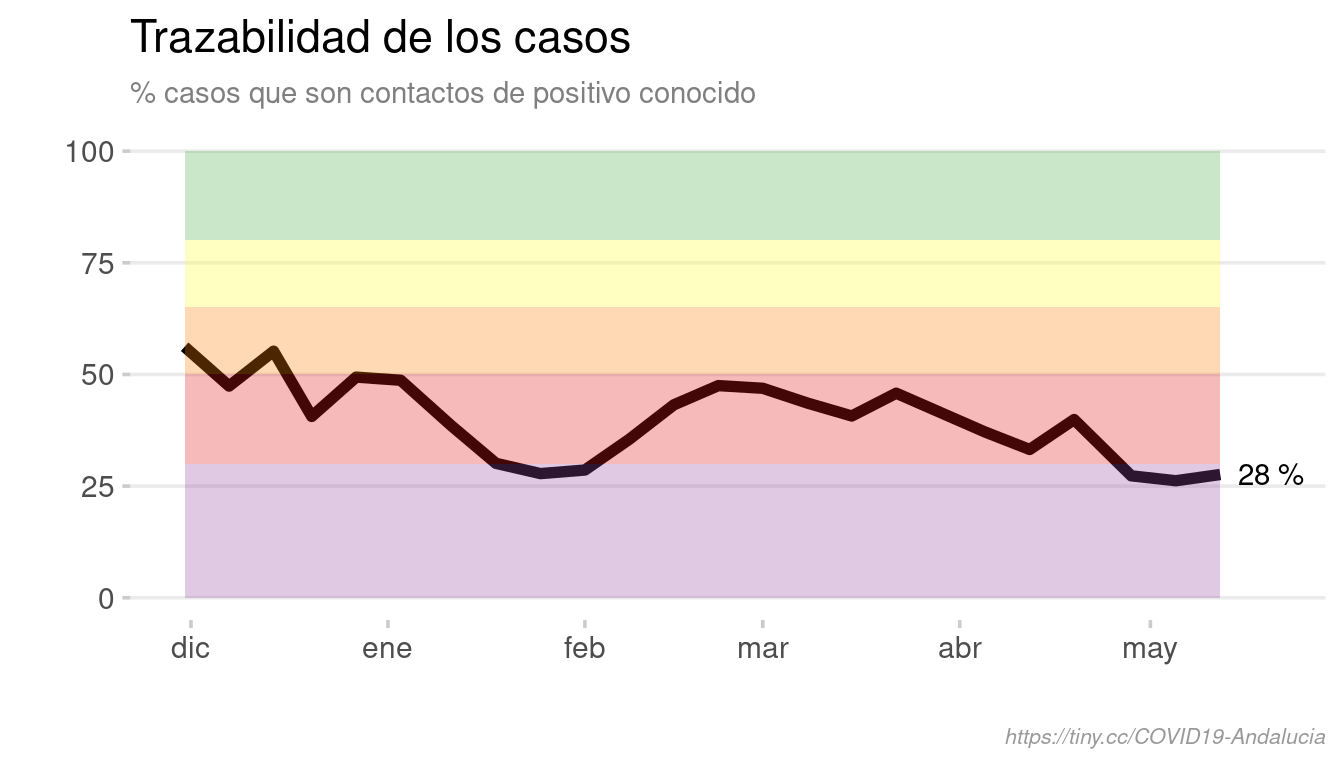 Trazabilidad de los casos
% casos que son contactos de positivo conocido
100
75
50
25
0
28 %
dic ene feb mar abr may
https://tiny.cc/COVID19-Andalucia